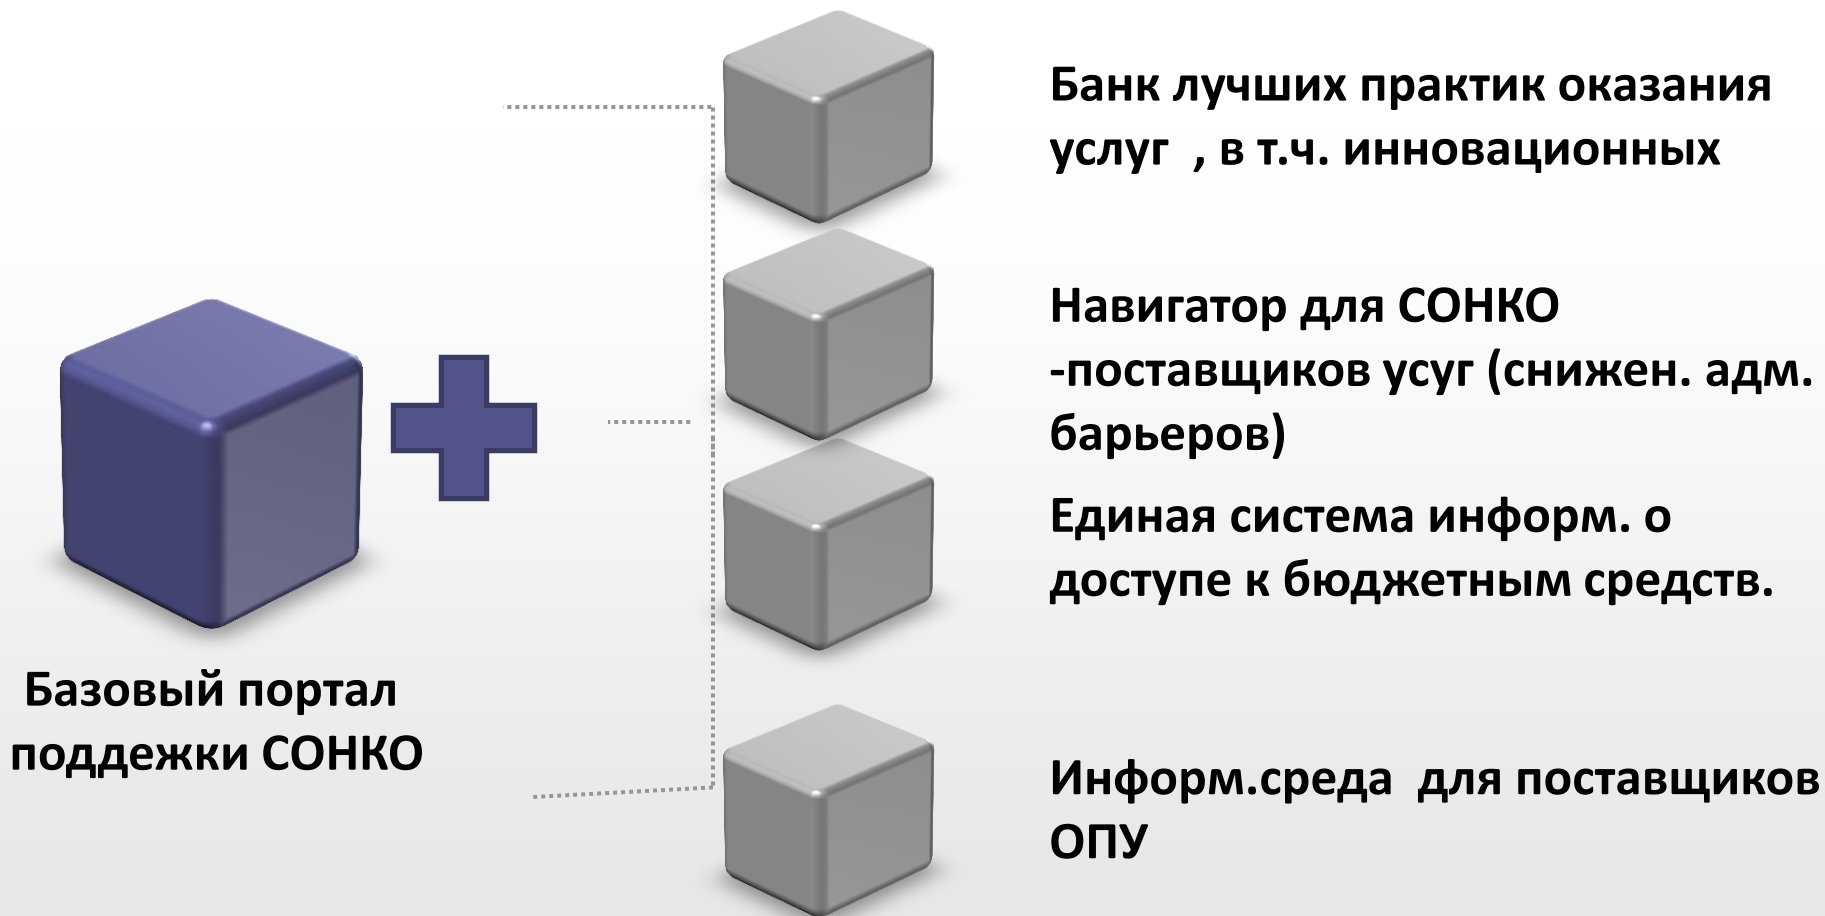 Банк лучших практик оказания
услуг , в т.ч. инновационных
Навигатор для СОНКО
-поставщиков усуг (снижен. адм.
барьеров)
Единая система информ. о
доступе к бюджетным средств.
Базовый портал
поддежки СОНКО
Информ.среда для поставщиков
ОПУ